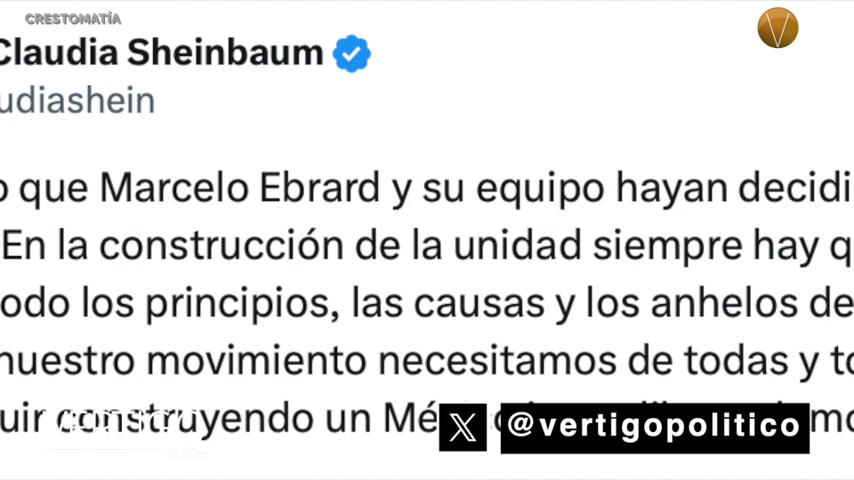 CRESTOMATÍA
Claudia Sheinbaum
udiashein
o que Marcelo Ebrard y su equipo hayan decidi
En la construcción de la unidad siempre hay q
odo los principios, las causas y los anhelos de
nuestro movimiento necesitamos de todas y to
uir construyendo un Mé
@vertigopolitico